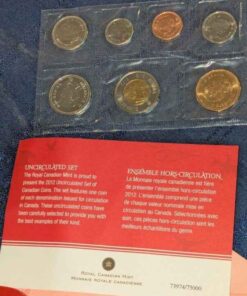 UNCIRCULATED SET
The Royal Canadian Mint is proud to
present the 2012 Uncirculated Set of
Canadian Coins. The set features one coin
of each denomination issued for circulation
in Canada. These uncirculated coins have
been carefully selected to provide you with
the best examples of their kind.
ENSEMBLE HORS-CIRCULATION
La Monnaie royale canadienne est fière
de présenter l'ensemble hors-circulation
2012. L'ensemble comprend une pièce
de chaque valeur nominale mise en
circulation au Canada. Sélectionnées avec
soin, ces pièces hors-circulation sont les
meilleurs échantillons du genre.
ROYAL CANADIAN MINT
MONNAIE ROYALE CANADIENNE
73974/75000